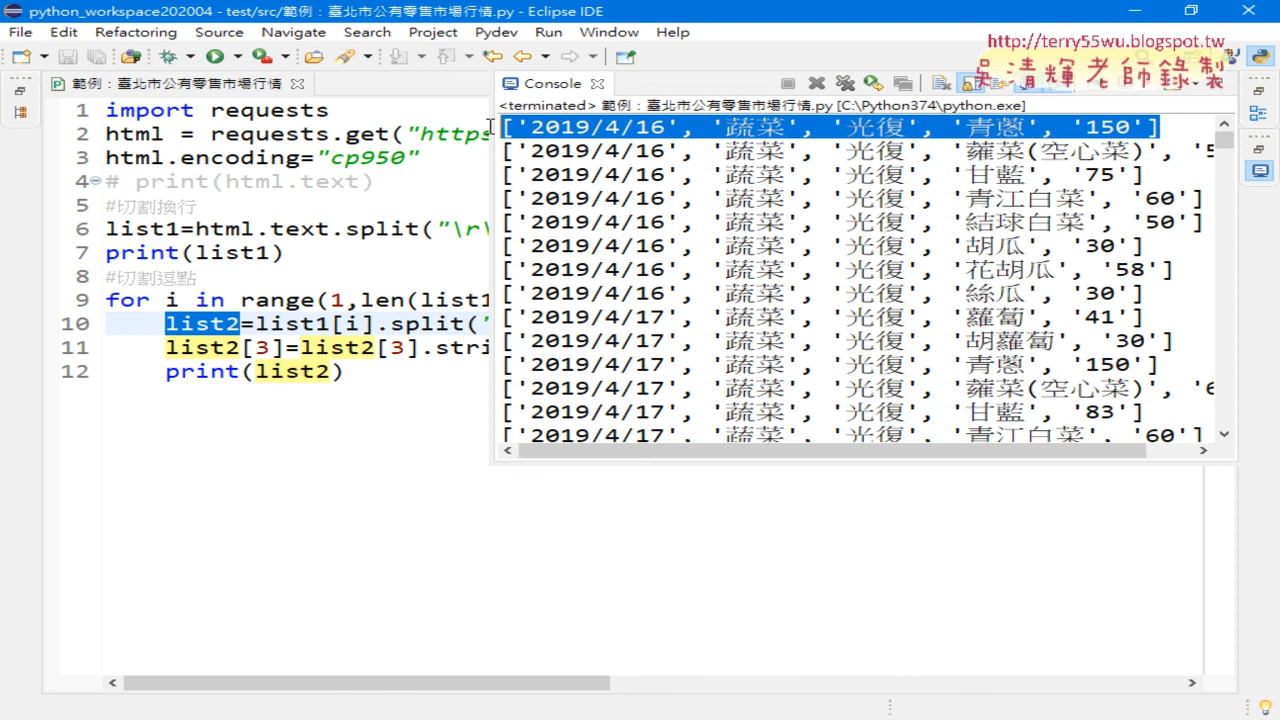 python_workspace202004 - test/src/範例：臺北市公有零售市場行情.py - Eclipse IDE
File Edit Refactoring Source Navigate Search Project Pydev Run Window Help
http://terry55wu.blogspot.tw
吳清輝老師錄製
範例：臺北市公有零售市場行情
Console
<terminated> 範例：臺北市公有零售市場行情.py [C:\Python374\python.exe]
1 import requests
2 html = requests.get("https
3 html.encoding="cp950"
4 # print(html.text)
5 #切割換行
6 list1=html.text.split("\r\
7 print(list1)
8 #切割逗點
9 for i in range(1,len(list1
10 list2=list1[i].split('
11 list2[3]=list2[3].stri
12 print(list2)
['2019/4/16', '蔬菜', '光復', '青蔥', '150']
['2019/4/16', '蔬菜', '光復', '蕹菜(空心菜)', '5
['2019/4/16', '蔬菜', '光復', '甘藍', '75']
['2019/4/16', '蔬菜', '光復', '青江白菜', '60']
['2019/4/16', '蔬菜', '光復', '結球白菜', '50']
['2019/4/16', '蔬菜', '光復', '胡瓜', '30']
['2019/4/16', '蔬菜', '光復', '花胡瓜', '58']
['2019/4/16', '蔬菜', '光復', '絲瓜', '30']
['2019/4/17', '蔬菜', '光復', '蘿蔔', '41']
['2019/4/17', '蔬菜', '光復', '胡蘿蔔', '30']
['2019/4/17', '蔬菜', '光復', '青蔥', '150']
['2019/4/17', '蔬菜', '光復', '蕹菜(空心菜)', '6
['2019/4/17', '蔬菜', '光復', '甘藍', '83']
['2019/4/17', '蔬菜', '光復', '青江白菜', '60']